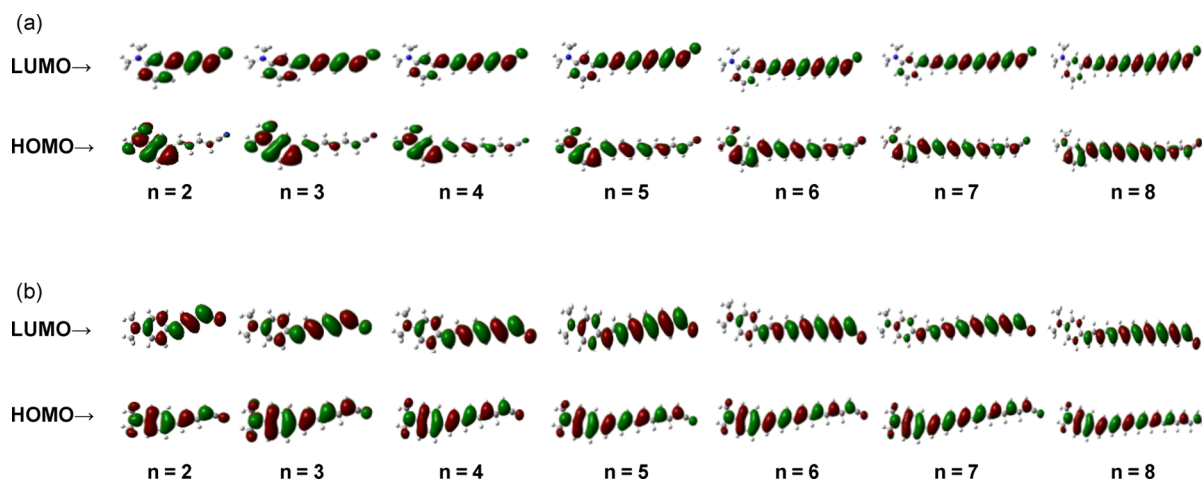 (a)
LUMO→
HOMO→
n = 2 n = 3 n = 4 n = 5 n = 6 n = 7 n = 8
(b)
LUMO→
HOMO→
n = 2 n = 3 n = 4 n = 5 n = 6 n = 7 n = 8